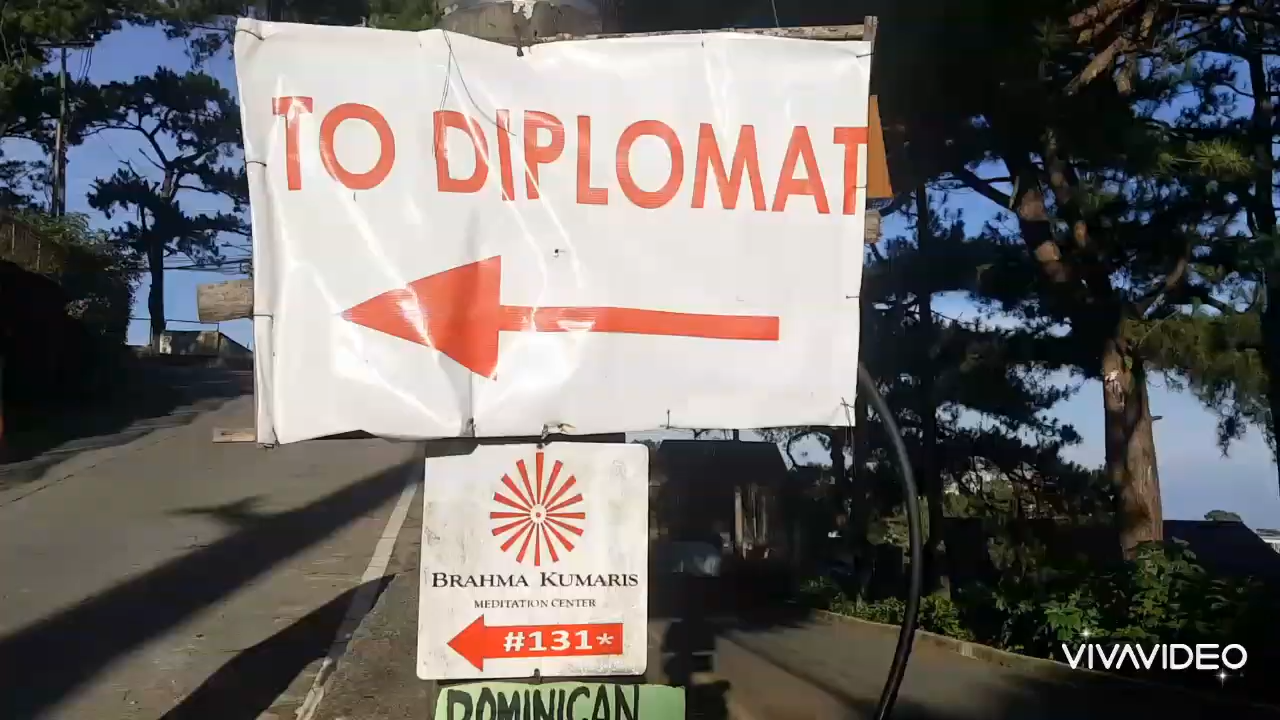 TO DIPLOMAT
BRAHMA KUMARIS
MEDITATION CENTER
#131*
DOMINICAN
VIVAVIDEO